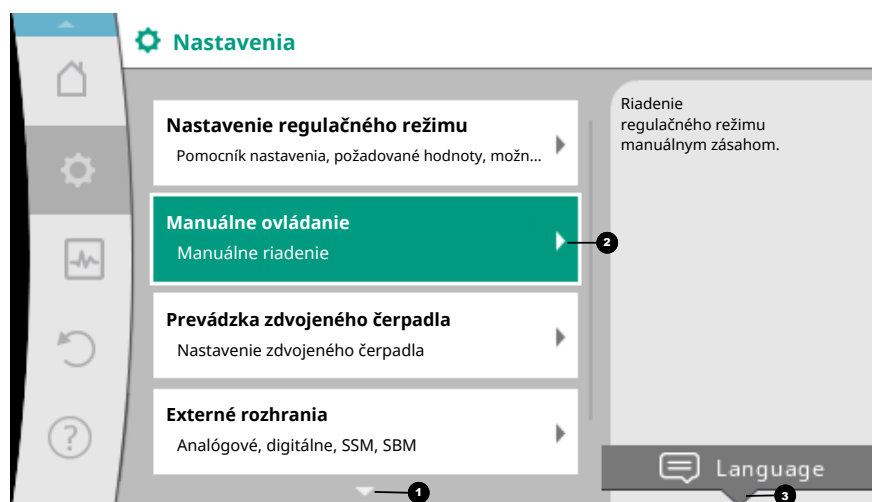 Nastavenia
Nastavenie regulačného režimu
Pomocník nastavenia, požadované hodnoty, možn...
Manuálne ovládanie
Manuálne riadenie
2
Prevádzka zdvojeného čerpadla
Nastavenie zdvojeného čerpadla
Externé rozhrania
Analógové, digitálne, SSM, SBM
1
Riadenie
regulačného režimu
manuálnym zásahom.
?
Language
3